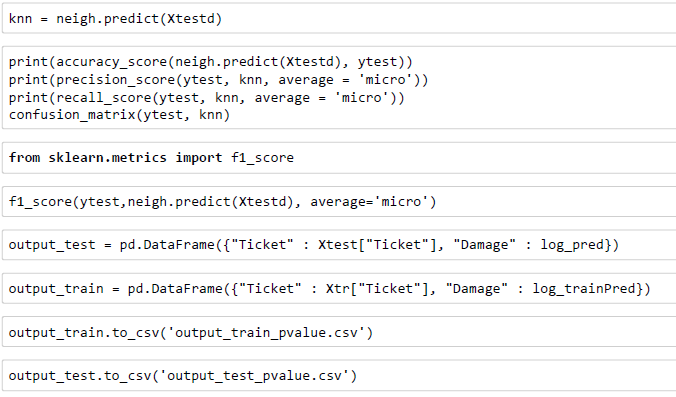 knn = neigh.predict(Xtestd)
print(accuracy_score(neigh.predict(Xtestd), ytest))
print(precision_score(ytest, knn, average = 'micro'))
print(recall_score(ytest, knn, average = 'micro'))
confusion_matrix(ytest, knn)
from sklearn.metrics import f1_score
f1_score(ytest,neigh.predict(Xtestd), average='micro')
output_test = pd.DataFrame({"Ticket" : Xtest["Ticket"], "Damage" : log_pred})
output_train = pd.DataFrame({"Ticket" : Xtr["Ticket"], "Damage" : log_trainPred})
output_train.to_csv('output_train_pvalue.csv')
output_test.to_csv('output_test_pvalue.csv')